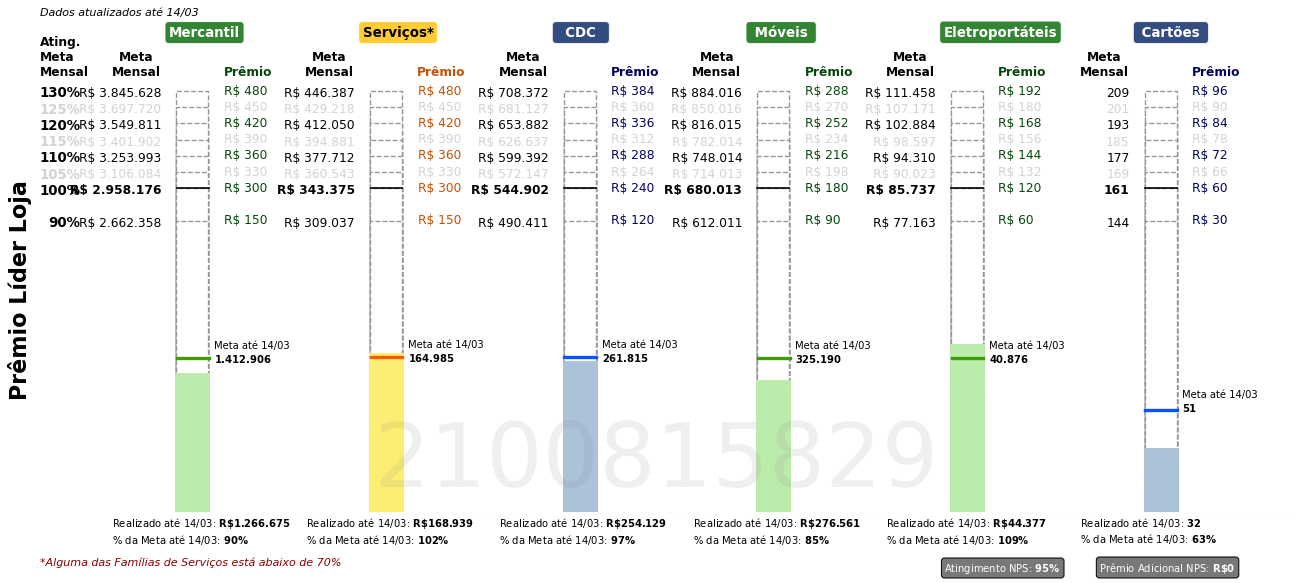 Dados atualizados até 14/03
Mercantil Serviços* CDC Móveis Eletroportáteis Cartões
Ating.
Meta Meta Meta Meta Meta Meta Meta
Mensal Mensal Prêmio Mensal Prêmio Mensal Prêmio Mensal Prêmio Mensal Prêmio Mensal Prêmio
130% R$ 3.845.628 R$ 480 R$ 446.387 R$ 480 R$ 708.372 R$ 384 R$ 884.016 R$ 288 R$ 111.458 R$ 192 209 R$ 96
125% R$ 3.697.720 R$ 450 R$ 429.218 R$ 450 R$ 681.127 R$ 360 R$ 850.016 R$ 270 R$ 107.171 R$ 180 201 R$ 90
120% R$ 3.549.811 R$ 420 R$ 412.050 R$ 420 R$ 653.882 R$ 336 R$ 816.015 R$ 252 R$ 102.884 R$ 168 193 R$ 84
115% R$ 3.401.902 R$ 390 R$ 394.881 R$ 390 R$ 626.637 R$ 312 R$ 782.014 R$ 234 R$ 98.597 R$ 156 185 R$ 78
110% R$ 3.253.993 R$ 360 R$ 377.712 R$ 360 R$ 599.392 R$ 288 R$ 748.014 R$ 216 R$ 94.310 R$ 144 177 R$ 72
105% R$ 3.106.084 R$ 330 R$ 360.543 R$ 330 R$ 572.147 R$ 264 R$ 714.013 R$ 198 R$ 90.023 R$ 132 169 R$ 66
100% R$ 2.958.176 R$ 300 R$ 343.375 R$ 300 R$ 544.902 R$ 240 R$ 680.013 R$ 180 R$ 85.737 R$ 120 161 R$ 60
90% R$ 2.662.358 R$ 150 R$ 309.037 R$ 150 R$ 490.411 R$ 120 R$ 612.011 R$ 90 R$ 77.163 R$ 60 144 R$ 30
Prêmio Líder Loja
Meta até 14/03 Meta até 14/03 Meta até 14/03 Meta até 14/03 Meta até 14/03
1.412.906 164.985 261.815 325.190 40.876
Meta até 14/03
51
2100815829
Realizado até 14/03: R$1.266.675 Realizado até 14/03: R$168.939 Realizado até 14/03: R$254.129 Realizado até 14/03: R$276.561 Realizado até 14/03: R$44.377 Realizado até 14/03: 32
% da Meta até 14/03: 90% % da Meta até 14/03: 102% % da Meta até 14/03: 97% % da Meta até 14/03: 85% % da Meta até 14/03: 109% % da Meta até 14/03: 63%
*Alguma das Famílias de Serviços está abaixo de 70%
Atingimento NPS: 95% Prêmio Adicional NPS: R$0